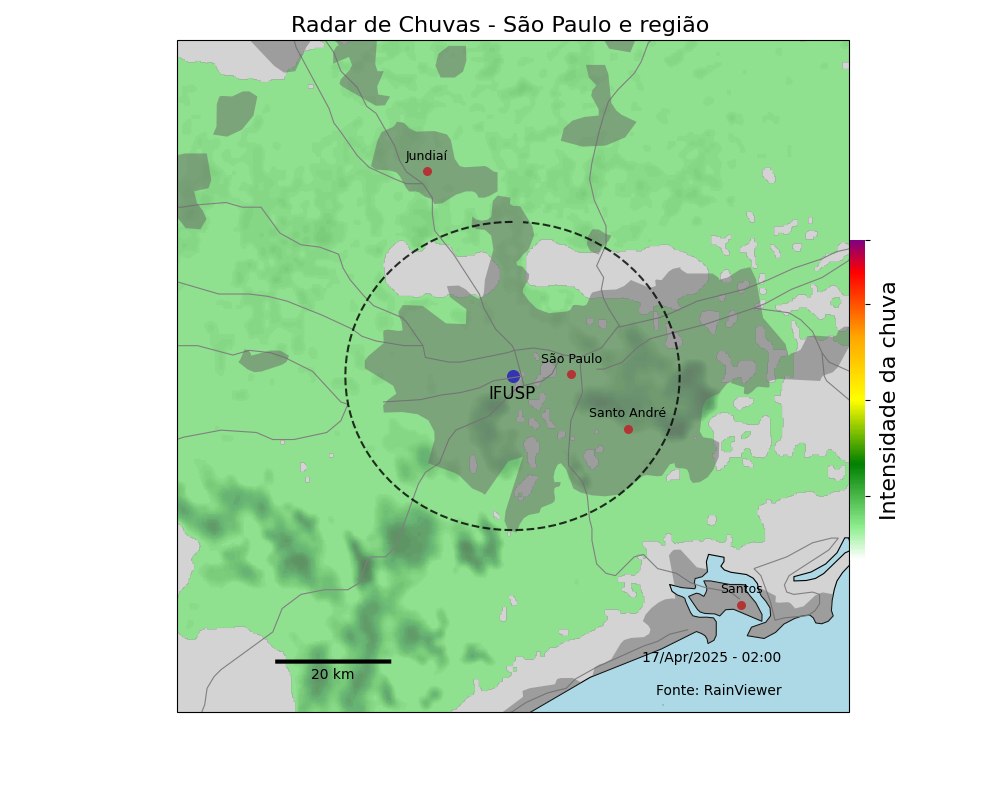 Radar de Chuvas - São Paulo e região
Jundiaí
São Paulo
IFUSP
Santo André
Intensidade da chuva
Santos
17/Apr/2025 - 02:00
20 km
Fonte: RainViewer